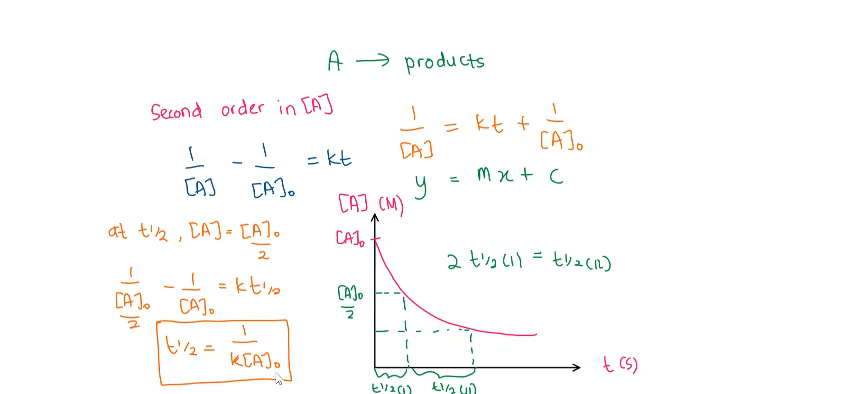 A → products
Second order in [A]
1/[A] - 1/[A]₀ = kt
1/[A] = kt + 1/[A]₀
y = mx + c
at t1/2, [A] = [A]₀/2
1/([A]₀/2) - 1/[A]₀ = kt1/2
t1/2 = 1/k[A]₀
[A] (M)
[A]₀
[A]₀/2
2 t1/2(I) = t1/2(II)
t1/2(I) t1/2(II)
t (s)